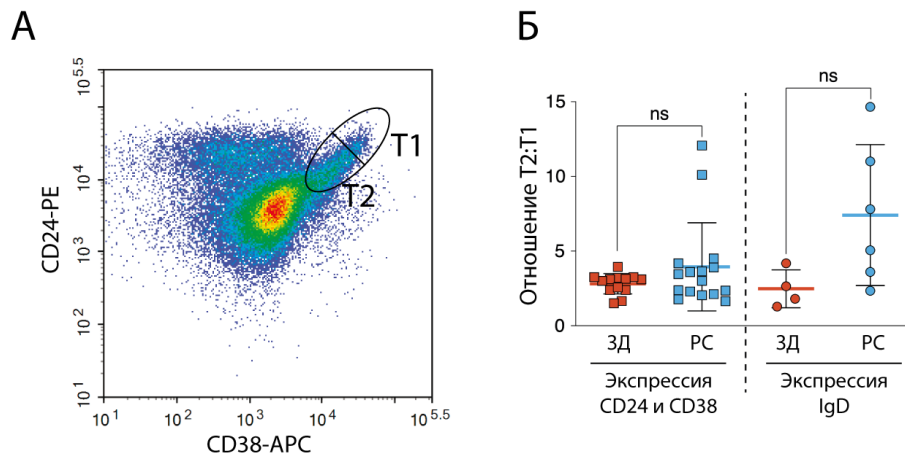 А
Б
10^5.5
10^4
10^3
10^2
10^1
CD24-PE
T1
T2
10^1
10^2
10^3
10^4
10^5.5
CD38-APC
ns
ns
15
10
5
0
Отношение T2:T1
ЗД
РС
ЗД
РС
Экспрессия
CD24 и CD38
Экспрессия
IgD